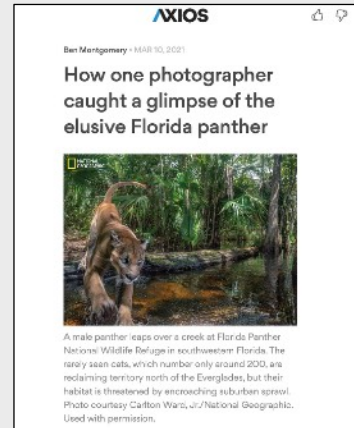 AXIOS
Ben Montgomery • MAR 10, 2021
How one photographer
caught a glimpse of the
elusive Florida panther
NATIONAL
GEOGRAPHIC
A male panther leaps over a creek at Florida Panther
National Wildlife Refuge in southwestern Florida. The
rarely seen cats, which number only around 200, are
reclaiming territory north of the Everglades, but their
habitat is threatened by encroaching suburban sprawl.
Photo courtesy Carlton Ward, Jr./National Geographic.
Used with permission.